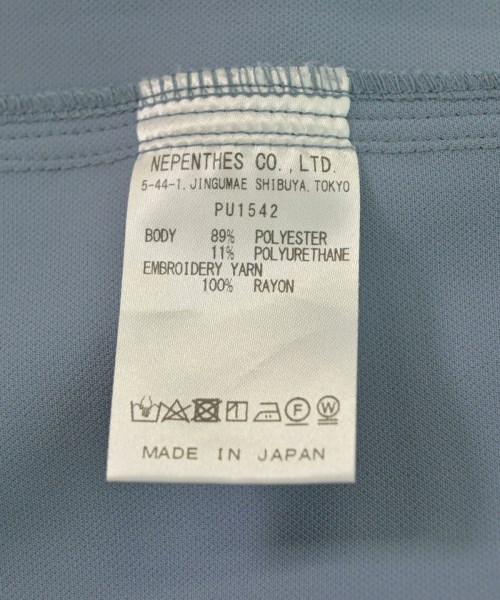 NEPENTHES CO.,LTD.
5-44-1, JINGUMAE SHIBUYA, TOKYO
PU1542
BODY 89% POLYESTER
11% POLYURETHANE
EMBROIDERY YARN
100% RAYON
F W
MADE IN JAPAN